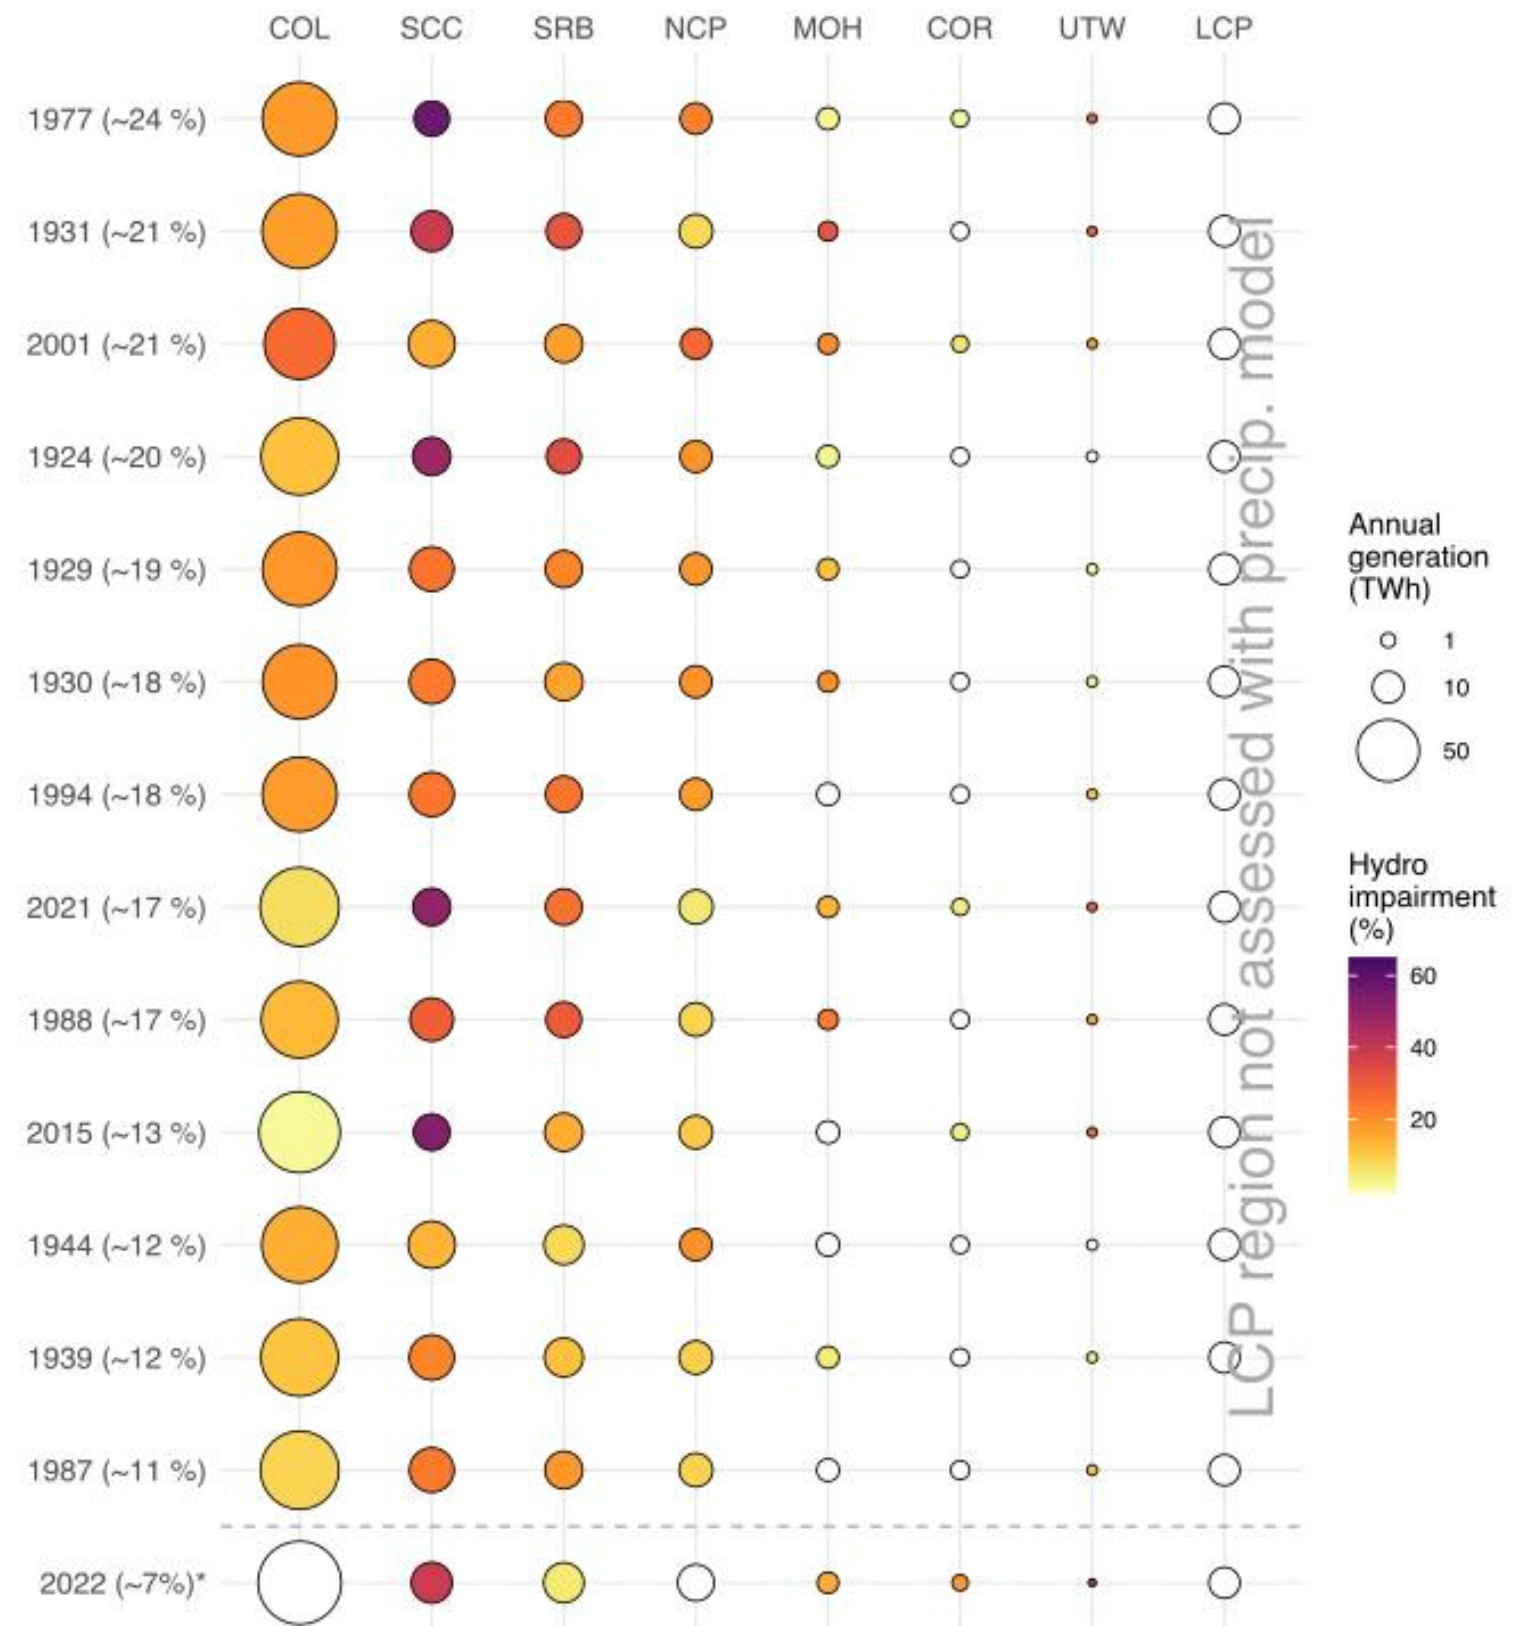 COL SCC SRB NCP MOH COR UTW LCP
1977 (~24 %)
1931 (~21 %)
2001 (~21 %)
1924 (~20 %)
1929 (~19 %)
1930 (~18 %)
1994 (~18 %)
2021 (~17 %)
1988 (~17 %)
2015 (~13 %)
1944 (~12 %)
1939 (~12 %)
1987 (~11 %)
2022 (~7%)*
LCP region not assessed with precip. model
Annual
generation
(TWh)
1
10
50
Hydro
impairment
(%)
60
40
20